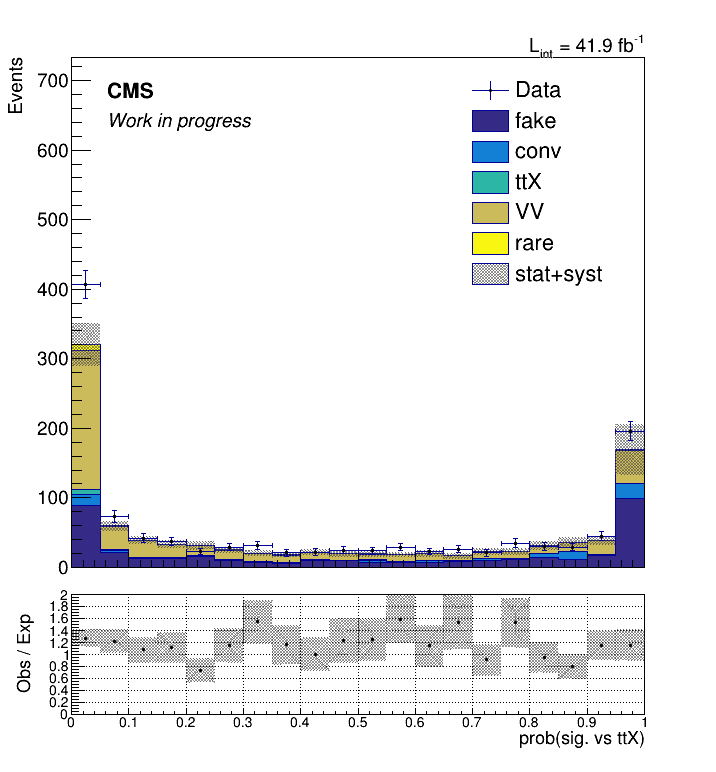 L_int = 41.9 fb^-1
Events
CMS
Work in progress
Data
fake
conv
ttX
VV
rare
stat+syst
700
600
500
400
300
200
100
0
Obs / Exp
2
1.8
1.6
1.4
1.2
1
0.8
0.6
0.4
0.2
0
0 0.1 0.2 0.3 0.4 0.5 0.6 0.7 0.8 0.9 1
prob(sig. vs ttX)